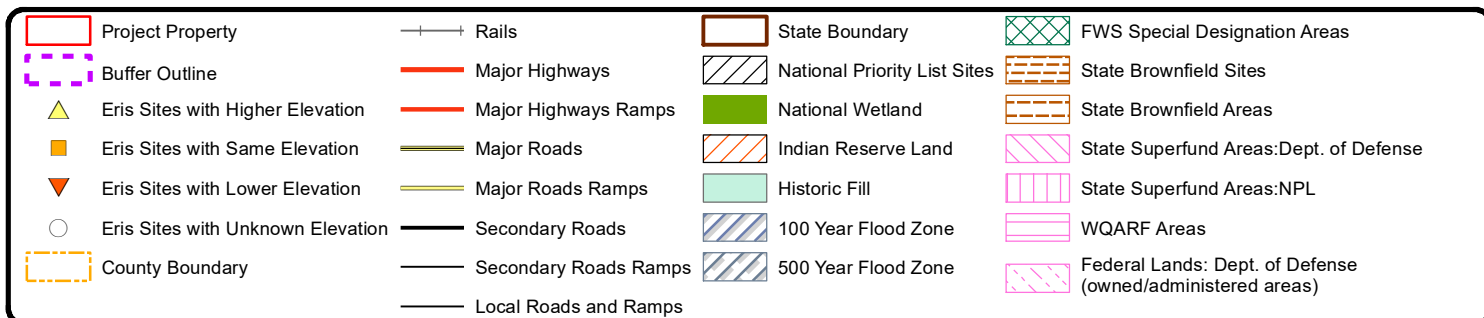 Project Property
Buffer Outline
Eris Sites with Higher Elevation
Eris Sites with Same Elevation
Eris Sites with Lower Elevation
Eris Sites with Unknown Elevation
County Boundary
Rails
Major Highways
Major Highways Ramps
Major Roads
Major Roads Ramps
Secondary Roads
Secondary Roads Ramps
Local Roads and Ramps
State Boundary
National Priority List Sites
National Wetland
Indian Reserve Land
Historic Fill
100 Year Flood Zone
500 Year Flood Zone
FWS Special Designation Areas
State Brownfield Sites
State Brownfield Areas
State Superfund Areas:Dept. of Defense
State Superfund Areas:NPL
WQARF Areas
Federal Lands: Dept. of Defense
(owned/administered areas)